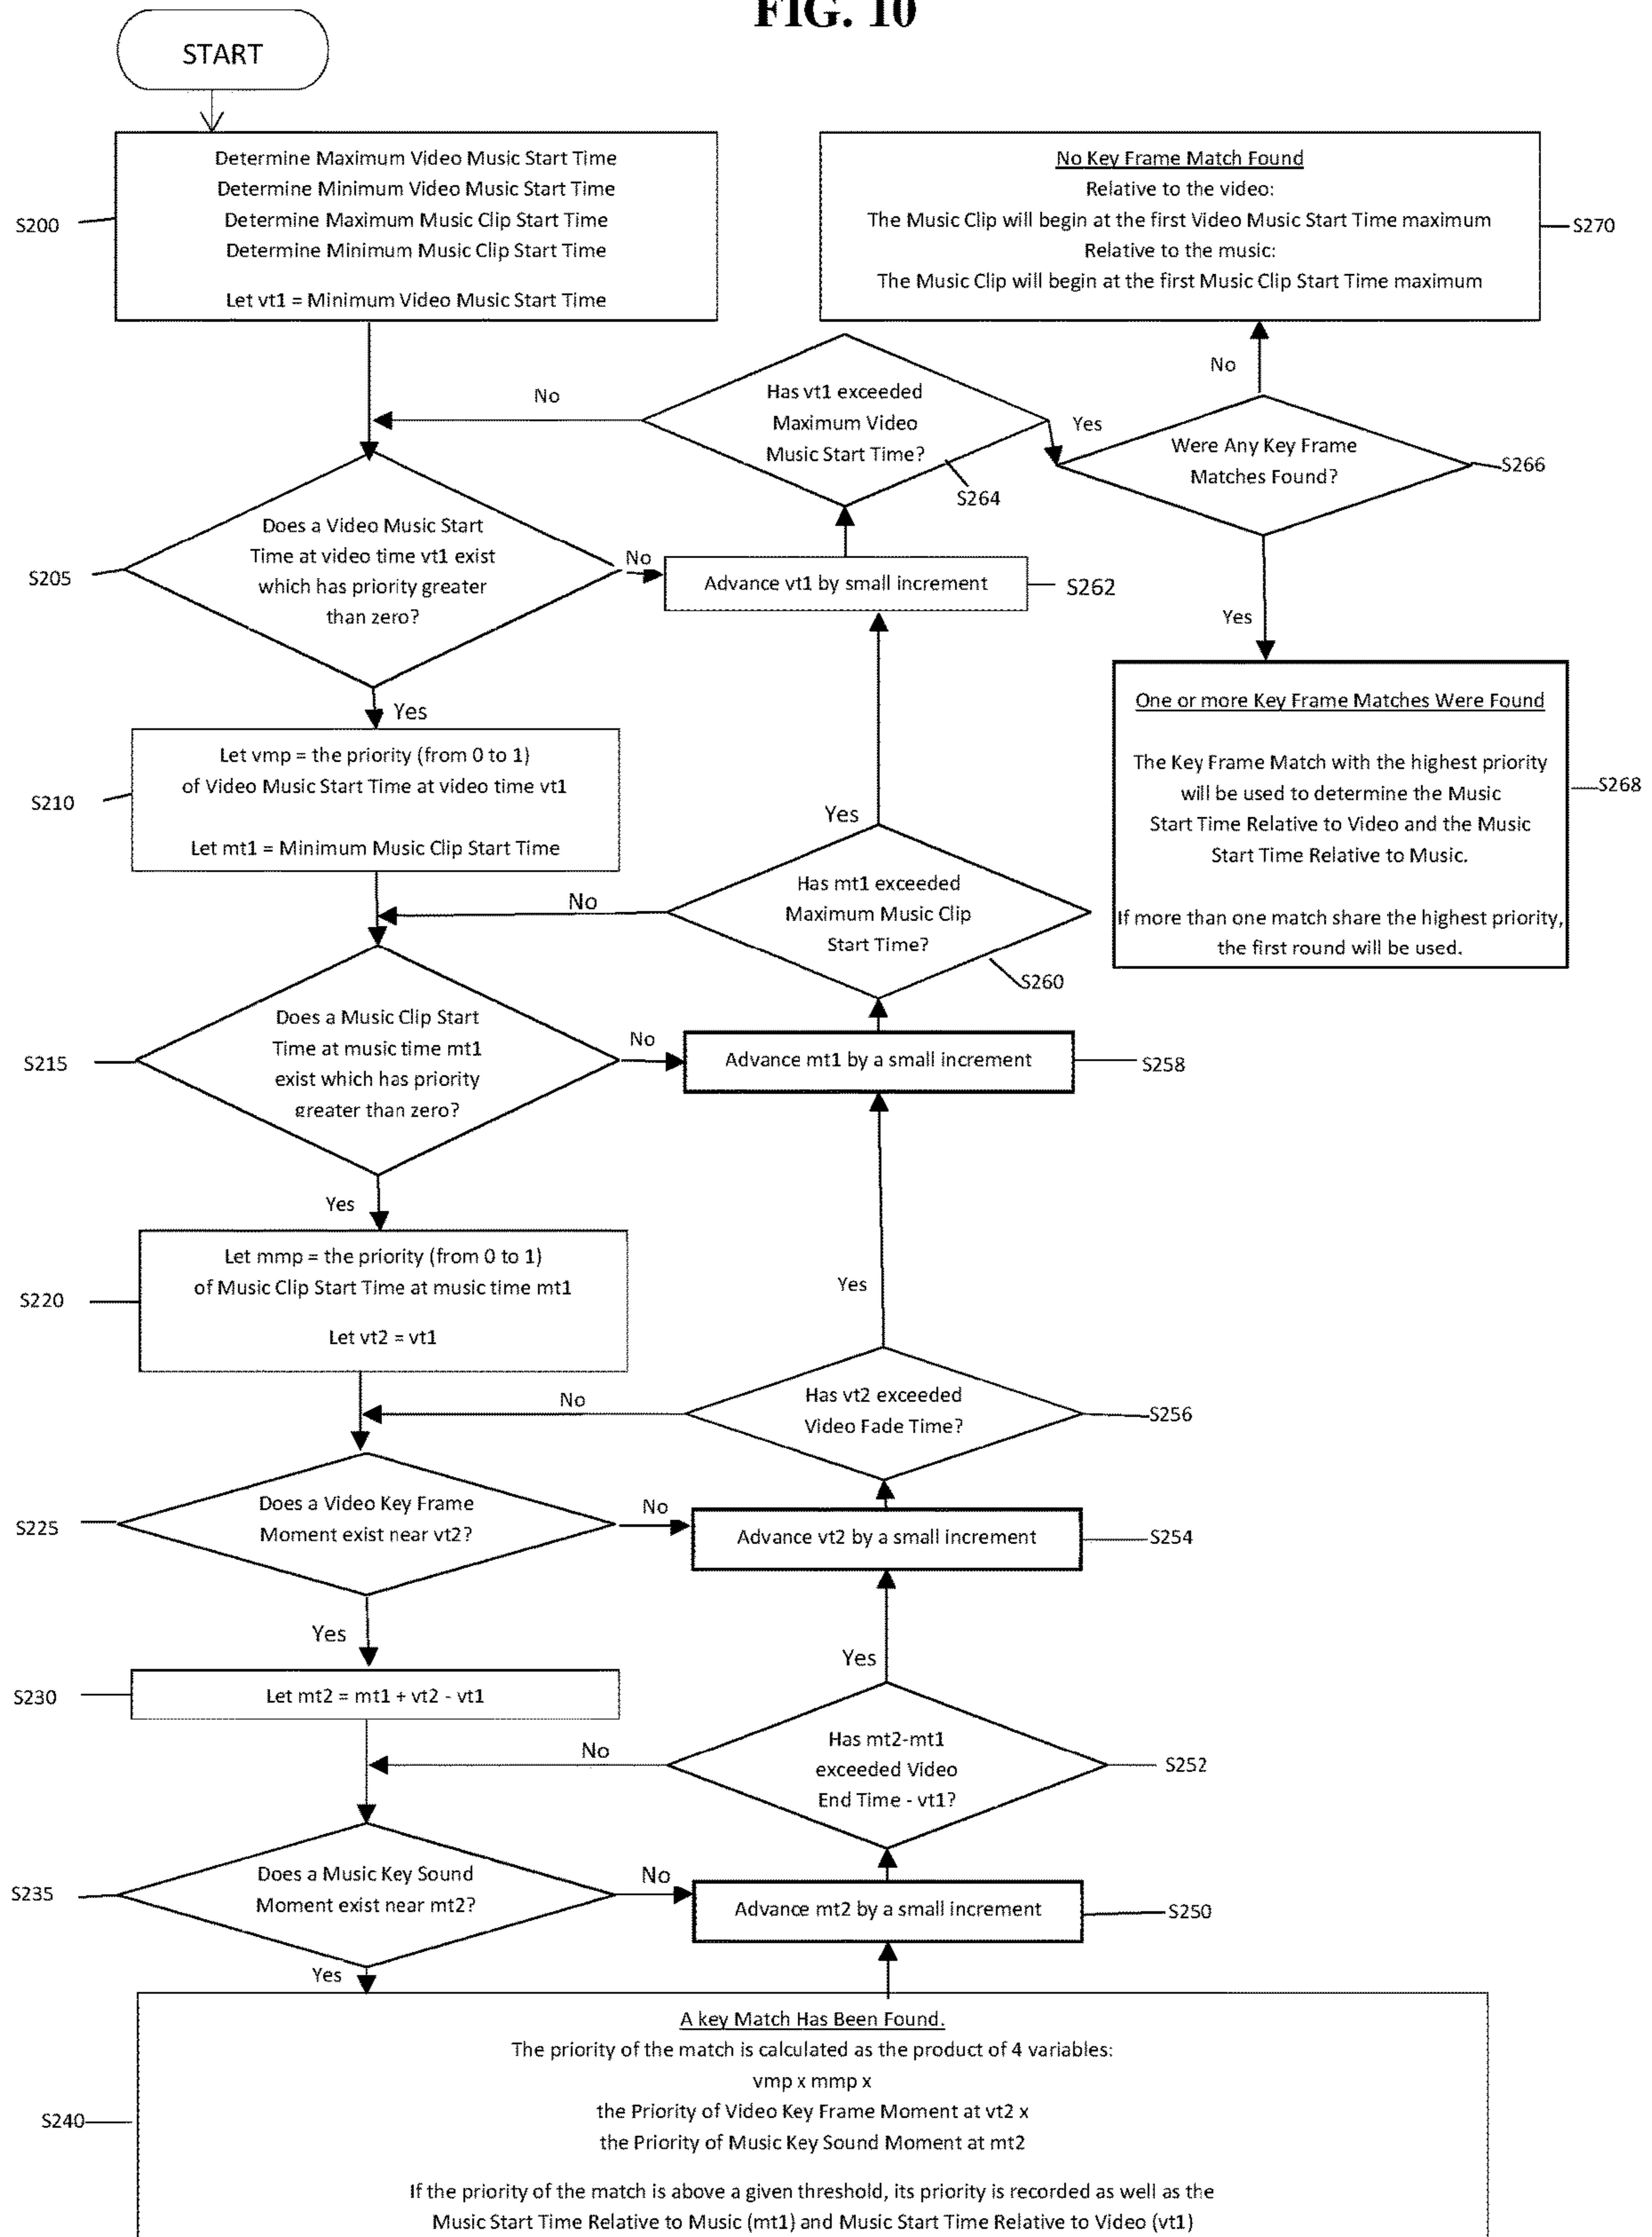 FIG. 10
START
Determine Maximum Video Music Start Time
Determine Minimum Video Music Start Time
Determine Maximum Music Clip Start Time
Determine Minimum Music Clip Start Time
Let vt1 = Minimum Video Music Start Time
S200
No Key Frame Match Found
Relative to the video:
The Music Clip will begin at the first Video Music Start Time maximum
Relative to the music:
The Music Clip will begin at the first Music Clip Start Time maximum
S270
No
Has vt1 exceeded
Maximum Video
Music Start Time?
S264
Yes
No
Were Any Key Frame
Matches Found?
S266
Does a Video Music Start
Time at video time vt1 exist
which has priority greater
than zero?
S205
No
Advance vt1 by small increment
S262
Yes
Yes
One or more Key Frame Matches Were Found
The Key Frame Match with the highest priority
will be used to determine the Music
Start Time Relative to Video and the Music
Start Time Relative to Music.
If more than one match share the highest priority,
the first round will be used.
S268
Let vmp = the priority (from 0 to 1)
of Video Music Start Time at video time vt1
Let mt1 = Minimum Music Clip Start Time
S210
Yes
No
Has mt1 exceeded
Maximum Music Clip
Start Time?
S260
Does a Music Clip Start
Time at music time mt1
exist which has priority
greater than zero?
S215
No
Advance mt1 by a small increment
S258
Yes
Let mmp = the priority (from 0 to 1)
of Music Clip Start Time at music time mt1
Let vt2 = vt1
S220
Yes
No
Has vt2 exceeded
Video Fade Time?
S256
Does a Video Key Frame
Moment exist near vt2?
S225
No
Advance vt2 by a small increment
S254
Yes
Let mt2 = mt1 + vt2 - vt1
S230
Yes
No
Has mt2-mt1
exceeded Video
End Time - vt1?
S252
Does a Music Key Sound
Moment exist near mt2?
S235
No
Advance mt2 by a small increment
S250
Yes
A key Match Has Been Found.
The priority of the match is calculated as the product of 4 variables:
vmp x mmp x
the Priority of Video Key Frame Moment at vt2 x
the Priority of Music Key Sound Moment at mt2
S240
If the priority of the match is above a given threshold, its priority is recorded as well as the
Music Start Time Relative to Music (mt1) and Music Start Time Relative to Video (vt1)